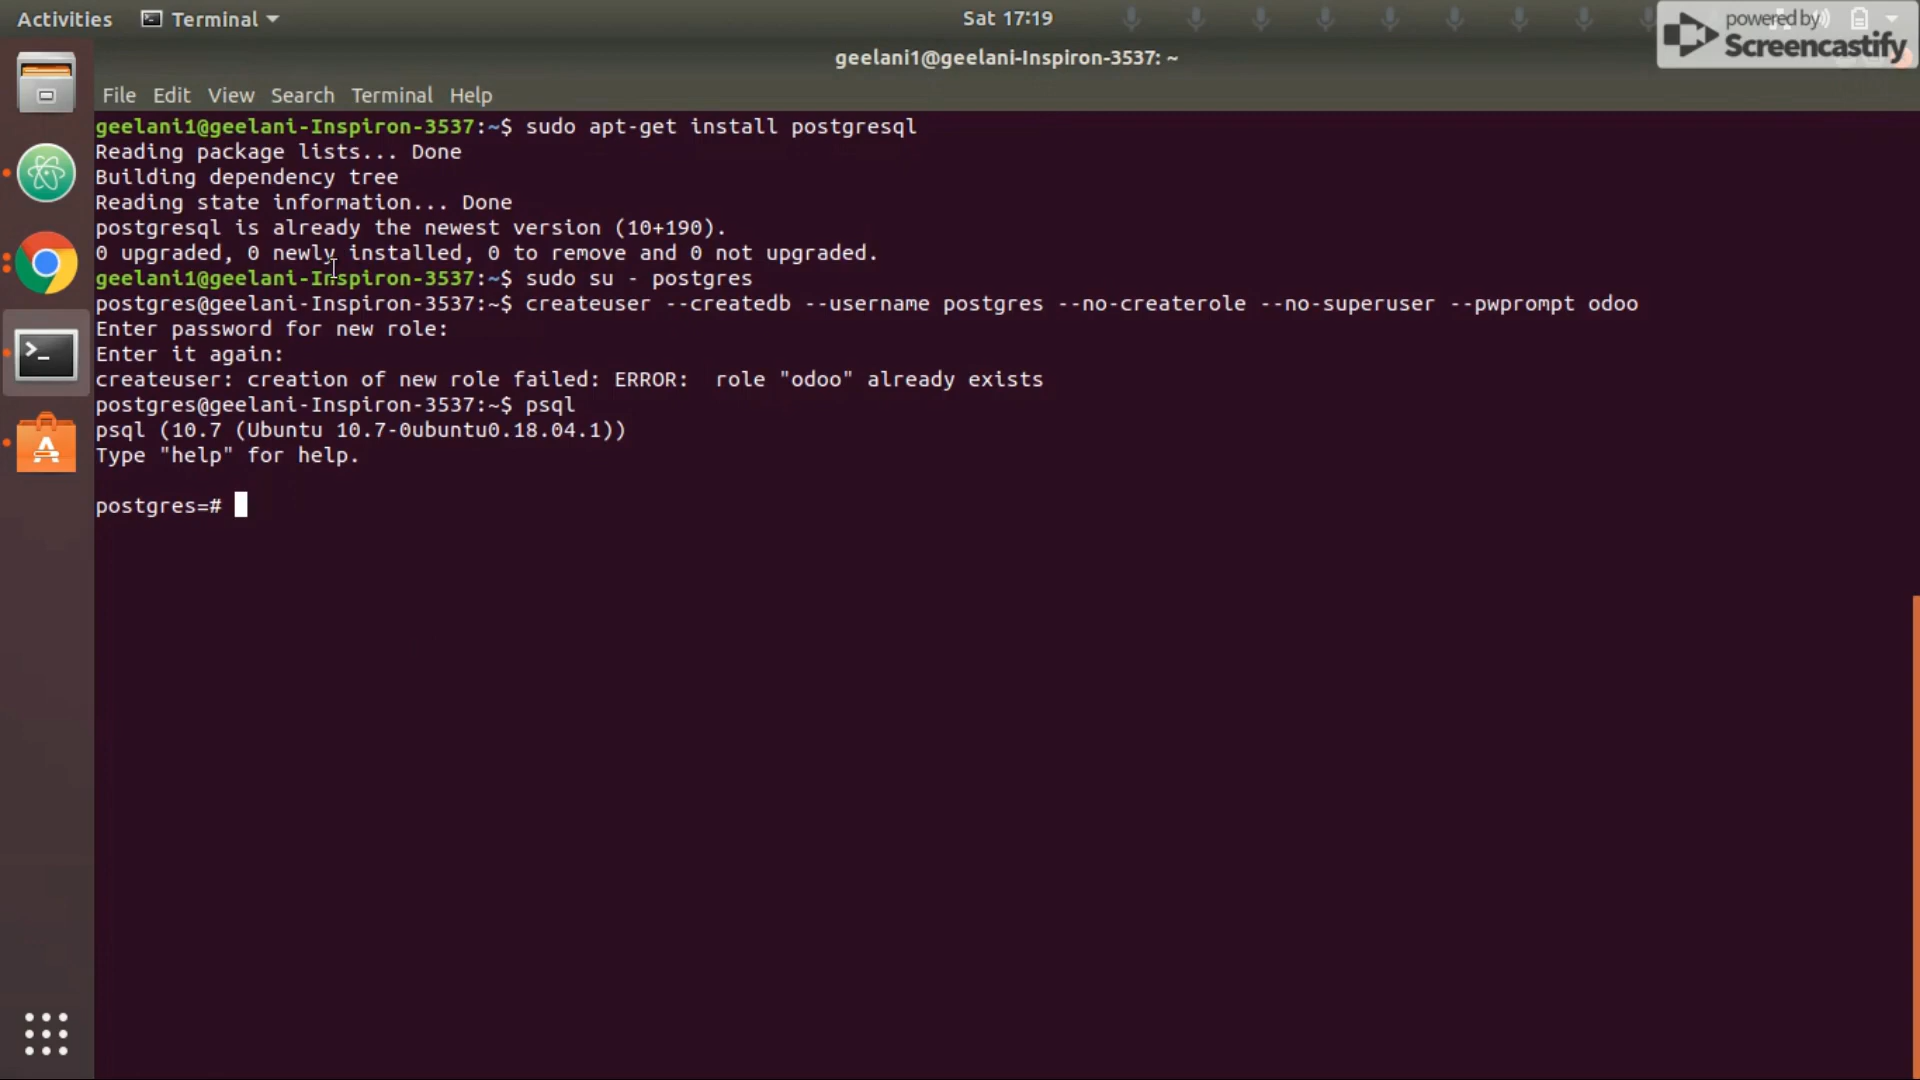 Activities Terminal Sat 17:19 powered by
Screencastify
geelani1@geelani-Inspiron-3537: ~
File Edit View Search Terminal Help
geelani1@geelani-Inspiron-3537:~$ sudo apt-get install postgresql
Reading package lists... Done
Building dependency tree
Reading state information... Done
postgresql is already the newest version (10+190).
0 upgraded, 0 newly installed, 0 to remove and 0 not upgraded.
geelani1@geelani-Inspiron-3537:~$ sudo su - postgres
postgres@geelani-Inspiron-3537:~$ createuser --createdb --username postgres --no-createrole --no-superuser --pwprompt odoo
Enter password for new role:
Enter it again:
createuser: creation of new role failed: ERROR:  role "odoo" already exists
postgres@geelani-Inspiron-3537:~$ psql
psql (10.7 (Ubuntu 10.7-0ubuntu0.18.04.1))
Type "help" for help.
postgres=#